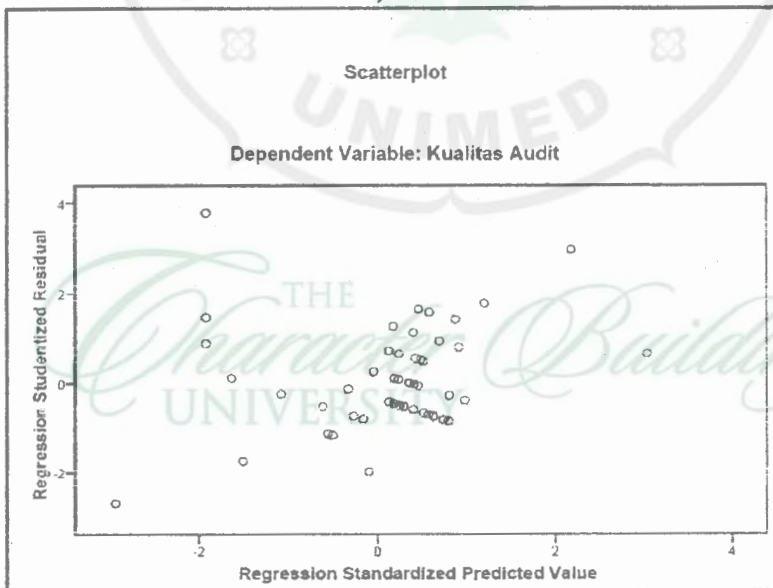 Scatterplot
UNIMED
Dependent Variable: Kualitas Audit
Regression Studentized Residual
4
2
0
-2
THE
Character Building
UNIVERSITY
-2
0
2
4
Regression Standardized Predicted Value